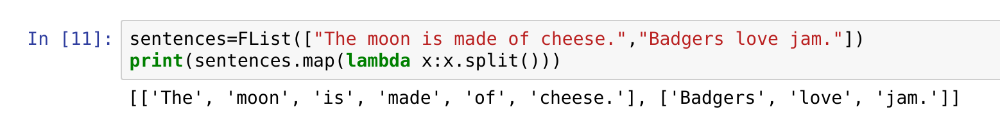 In [11]: sentences=FList(["The moon is made of cheese.","Badgers love jam."])
print(sentences.map(lambda x:x.split()))
[['The', 'moon', 'is', 'made', 'of', 'cheese.'], ['Badgers', 'love', 'jam.']]